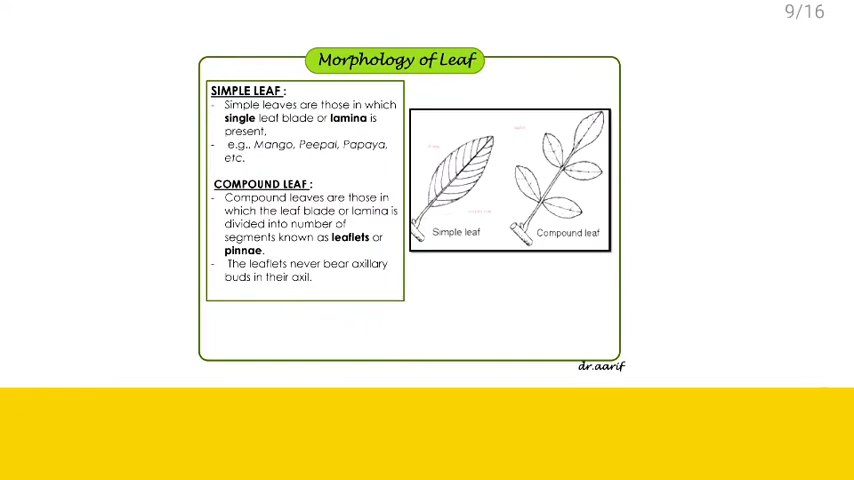 9/16
Morphology of Leaf
SIMPLE LEAF :
- Simple leaves are those in which
single leaf blade or lamina is
present,
- e.g., Mango, Peepal, Papaya,
etc.
COMPOUND LEAF :
- Compound leaves are those in
which the leaf blade or lamina is
divided into number of
segments known as leaflets or
pinnae.
- The leaflets never bear axillary
buds in their axil.
Simple leaf
Compound leaf
dr.aarif